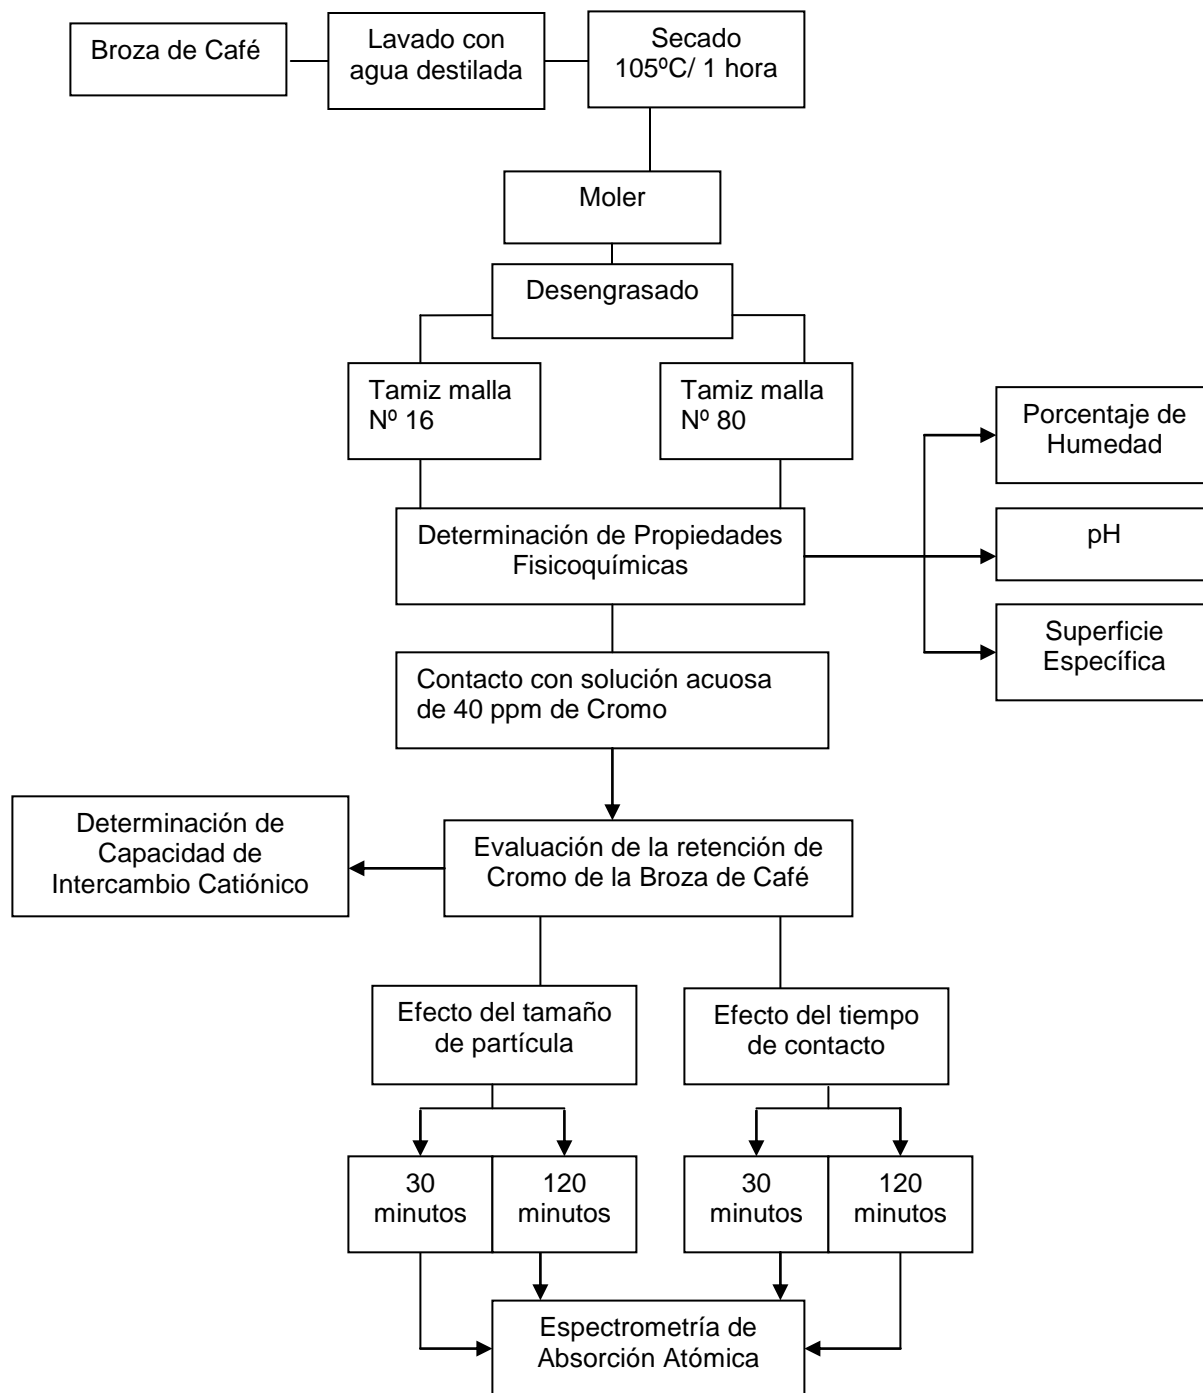 Broza de Café
Lavado con
agua destilada
Secado
105ºC/ 1 hora
Moler
Desengrasado
Tamiz malla
Nº 16
Tamiz malla
Nº 80
Porcentaje de
Humedad
Determinación de Propiedades
Fisicoquímicas
pH
Superficie
Específica
Contacto con solución acuosa
de 40 ppm de Cromo
Determinación de
Capacidad de
Intercambio Catiónico
Evaluación de la retención de
Cromo de la Broza de Café
Efecto del tamaño
de partícula
Efecto del tiempo
de contacto
30
minutos
120
minutos
30
minutos
120
minutos
Espectrometría de
Absorción Atómica